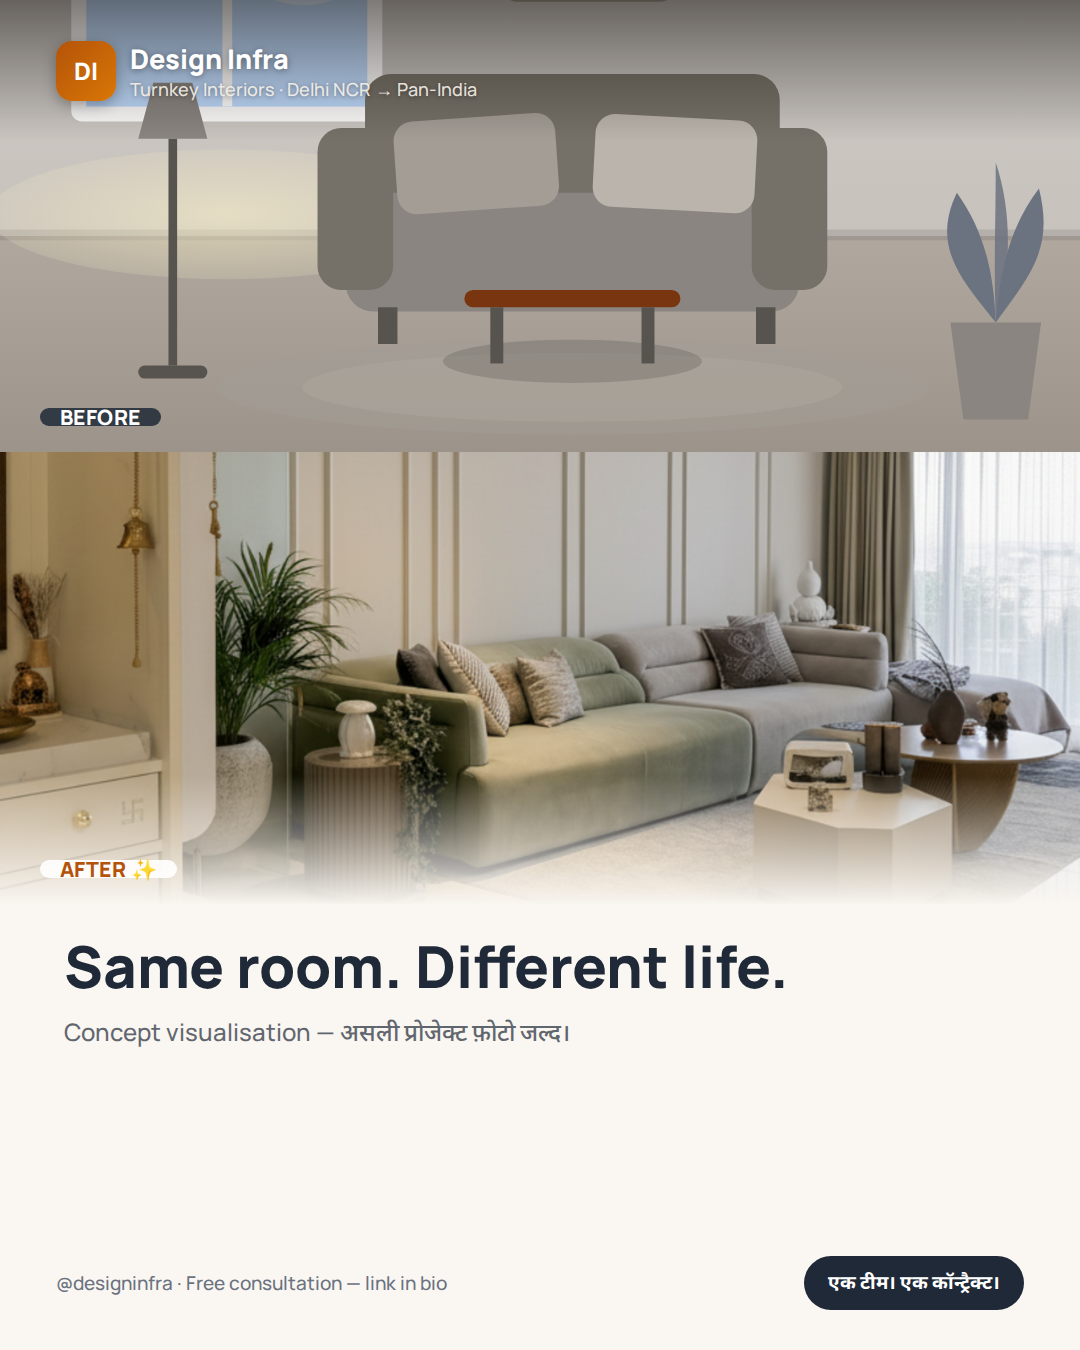 DI
Design Infra
Turnkey Interiors · Delhi NCR → Pan-India
BEFORE
AFTER ✨
Same room. Different life.
Concept visualisation — असली प्रोजेक्ट फ़ोटो जल्द।
@designinfra · Free consultation — link in bio
एक टीम। एक कॉन्ट्रैक्ट।